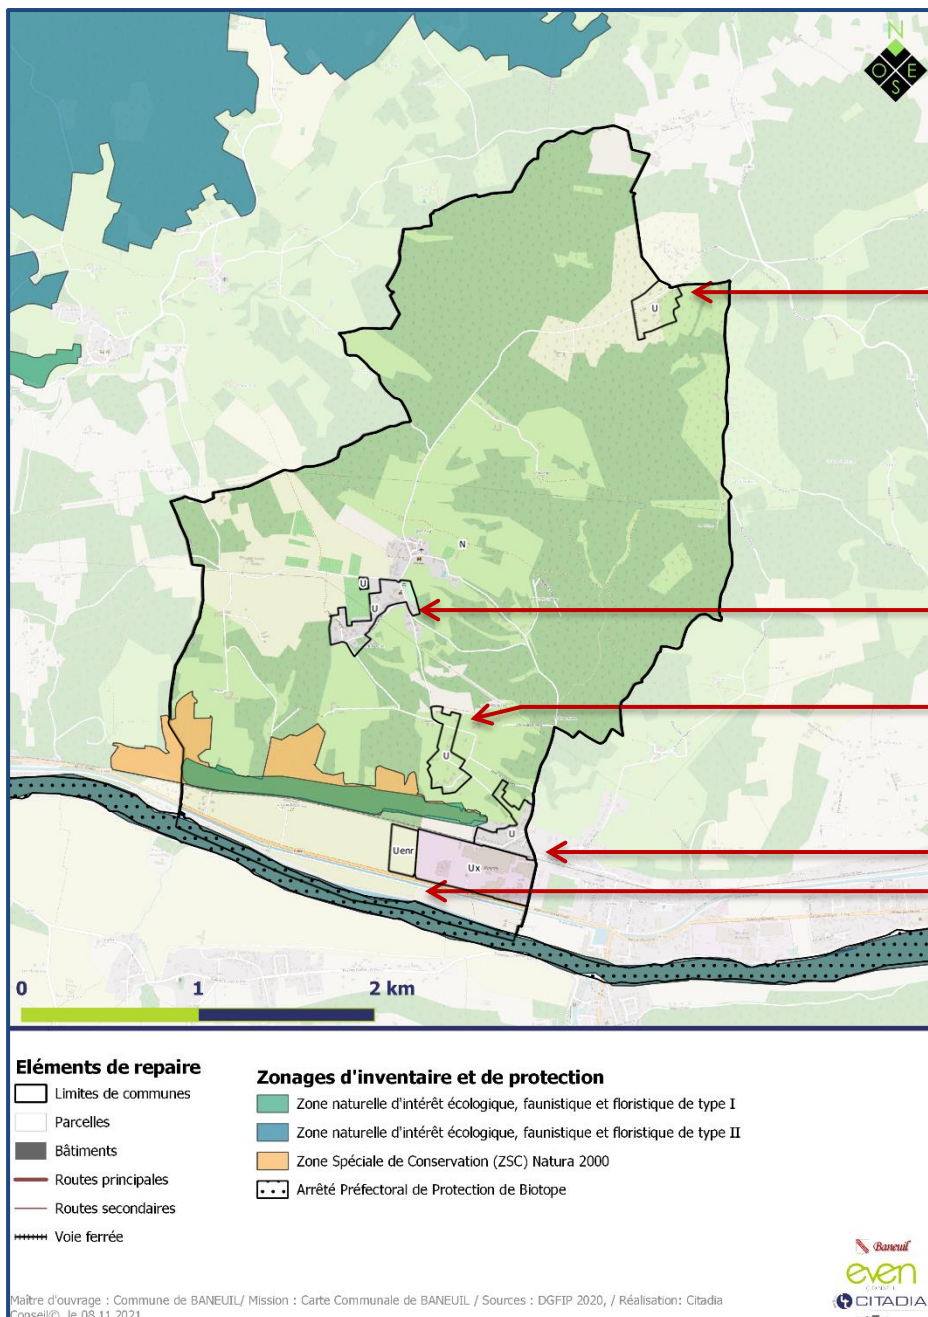 N
O E
S
U
N
U
U
U
U
Uenr
Ux
0 1 2 km
Eléments de repaire
Limites de communes
Parcelles
Bâtiments
Routes principales
Routes secondaires
Voie ferrée
Zonages d'inventaire et de protection
Zone naturelle d'intérêt écologique, faunistique et floristique de type I
Zone naturelle d'intérêt écologique, faunistique et floristique de type II
Zone Spéciale de Conservation (ZSC) Natura 2000
Arrêté Préfectoral de Protection de Biotope
Baneuil
even
CONSEIL
CITADIA
Maître d'ouvrage : Commune de BANEUIL/ Mission : Carte Communale de BANEUIL / Sources : DGFIP 2020, / Réalisation: Citadia
Conseil©, le 08.11.2021